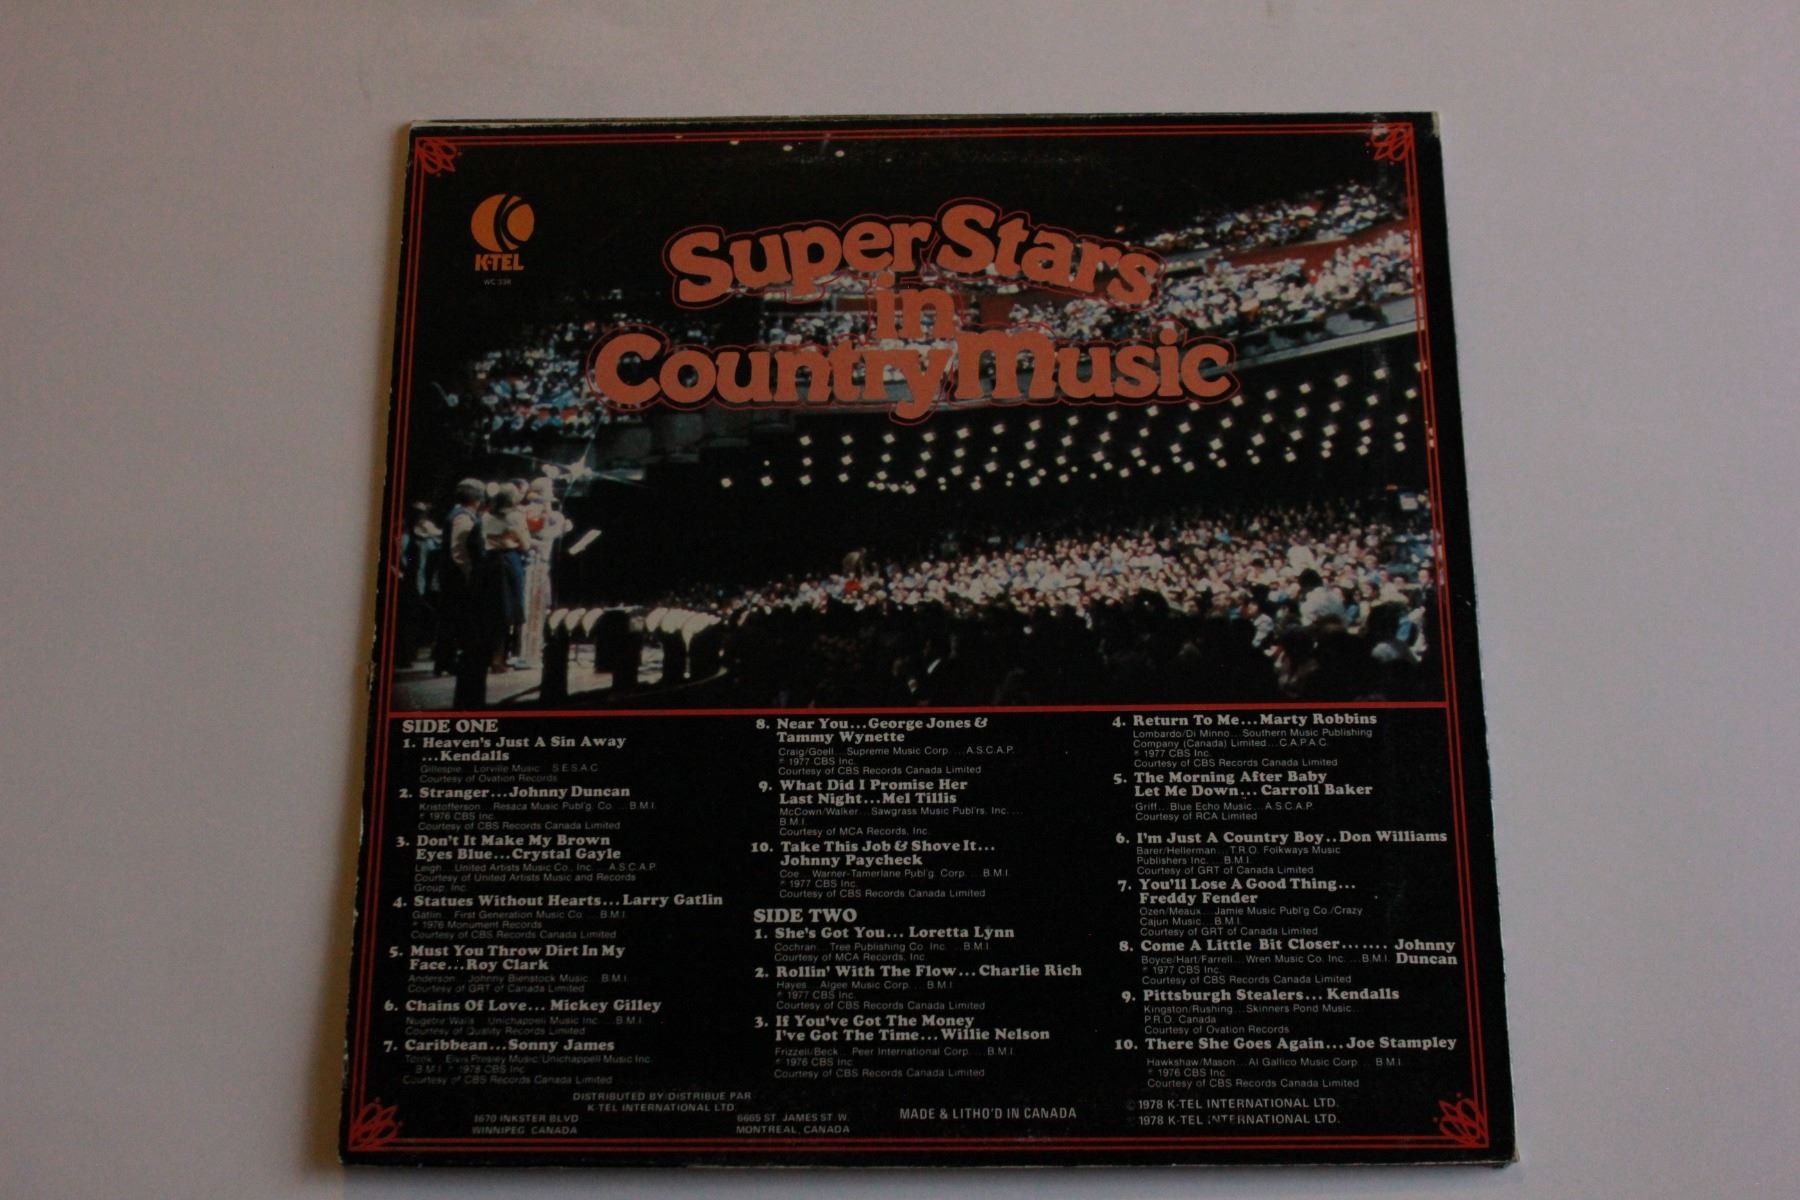 K-TEL
WC 338
Super Stars
in
Country Music
SIDE ONE
1. Heaven's Just A Sin Away
...Kendalls
Gillespie... Lorville Music... S.E.S.A.C.
Courtesy of Ovation Records
2. Stranger...Johnny Duncan
Kristofferson... Resaca Music Publ'g. Co. ...B.M.I.
℗ 1976 CBS Inc.
Courtesy of CBS Records Canada Limited
3. Don't It Make My Brown
Eyes Blue...Crystal Gayle
Leigh...United Artists Music Co., Inc. ...A.S.C.A.P.
Courtesy of United Artists Music and Records
Group, Inc.
4. Statues Without Hearts...Larry Gatlin
Gatlin...First Generation Music Co. ...B.M.I.
℗ 1976 Monument Records
Courtesy of CBS Records Canada Limited
5. Must You Throw Dirt In My
Face...Roy Clark
Anderson...Johnny Bienstock Music...B.M.I.
Courtesy of GRT of Canada Limited
6. Chains Of Love... Mickey Gilley
Nugetre Walls...Unichappell Music Inc. ...B.M.I.
Courtesy of Quality Records Limited
7. Caribbean...Sonny James
Torok...Elvis Presley Music/Unichappell Music Inc.
B.M.I. ℗ 1978 CBS Inc.
Courtesy of CBS Records Canada Limited
8. Near You...George Jones &
Tammy Wynette
Craig/Goell...Supreme Music Corp. ...A.S.C.A.P.
℗ 1977 CBS Inc.
Courtesy of CBS Records Canada Limited
9. What Did I Promise Her
Last Night...Mel Tillis
McCown/Walker...Sawgrass Music Publ'rs. Inc. ...
B.M.I.
Courtesy of MCA Records, Inc.
10. Take This Job & Shove It...
Johnny Paycheck
Coe...Warner-Tamerlane Publ'g. Corp. ...B.M.I.
℗ 1977 CBS Inc.
Courtesy of CBS Records Canada Limited
SIDE TWO
1. She's Got You... Loretta Lynn
Cochran...Tree Publishing Co. Inc. ...B.M.I.
Courtesy of MCA Records, Inc.
2. Rollin' With The Flow...Charlie Rich
Hayes...Algee Music Corp. ...B.M.I.
℗ 1977 CBS Inc.
Courtesy of CBS Records Canada Limited
3. If You've Got The Money
I've Got The Time...Willie Nelson
Frizzell/Beck...Peer International Corp. ...B.M.I.
℗ 1976 CBS Inc.
Courtesy of CBS Records Canada Limited
4. Return To Me...Marty Robbins
Lombardo/Di Minno...Southern Music Publishing
Company (Canada) Limited...C.A.P.A.C.
℗ 1977 CBS Inc.
Courtesy of CBS Records Canada Limited
5. The Morning After Baby
Let Me Down... Carroll Baker
Griff...Blue Echo Music...A.S.C.A.P.
Courtesy of RCA Limited
6. I'm Just A Country Boy..Don Williams
Barer/Hellerman...T.R.O. Folkways Music
Publishers Inc. ...B.M.I.
Courtesy of GRT of Canada Limited
7. You'll Lose A Good Thing...
Freddy Fender
Ozen/Meaux...Jamie Music Publ'g Co./Crazy
Cajun Music...B.M.I.
Courtesy of GRT of Canada Limited
8. Come A Little Bit Closer....... Johnny
Boyce/Hart/Farrell...Wren Music Co. Inc. ...B.M.I. Duncan
℗ 1977 CBS Inc.
Courtesy of CBS Records Canada Limited
9. Pittsburgh Stealers... Kendalls
Kingston/Rushing...Skinners Pond Music...
P.R.O. Canada
Courtesy of Ovation Records
10. There She Goes Again...Joe Stampley
Hawkshaw/Mason...Al Gallico Music Corp. ...B.M.I.
℗ 1976 CBS Inc.
Courtesy of CBS Records Canada Limited
DISTRIBUTED BY/DISTRIBUE PAR
K-TEL INTERNATIONAL LTD
1670 INKSTER BLVD
WINNIPEG CANADA
6665 ST. JAMES ST. W.
MONTREAL, CANADA
MADE & LITHO'D IN CANADA
©1978 K-TEL INTERNATIONAL LTD.
℗1978 K-TEL INTERNATIONAL LTD.